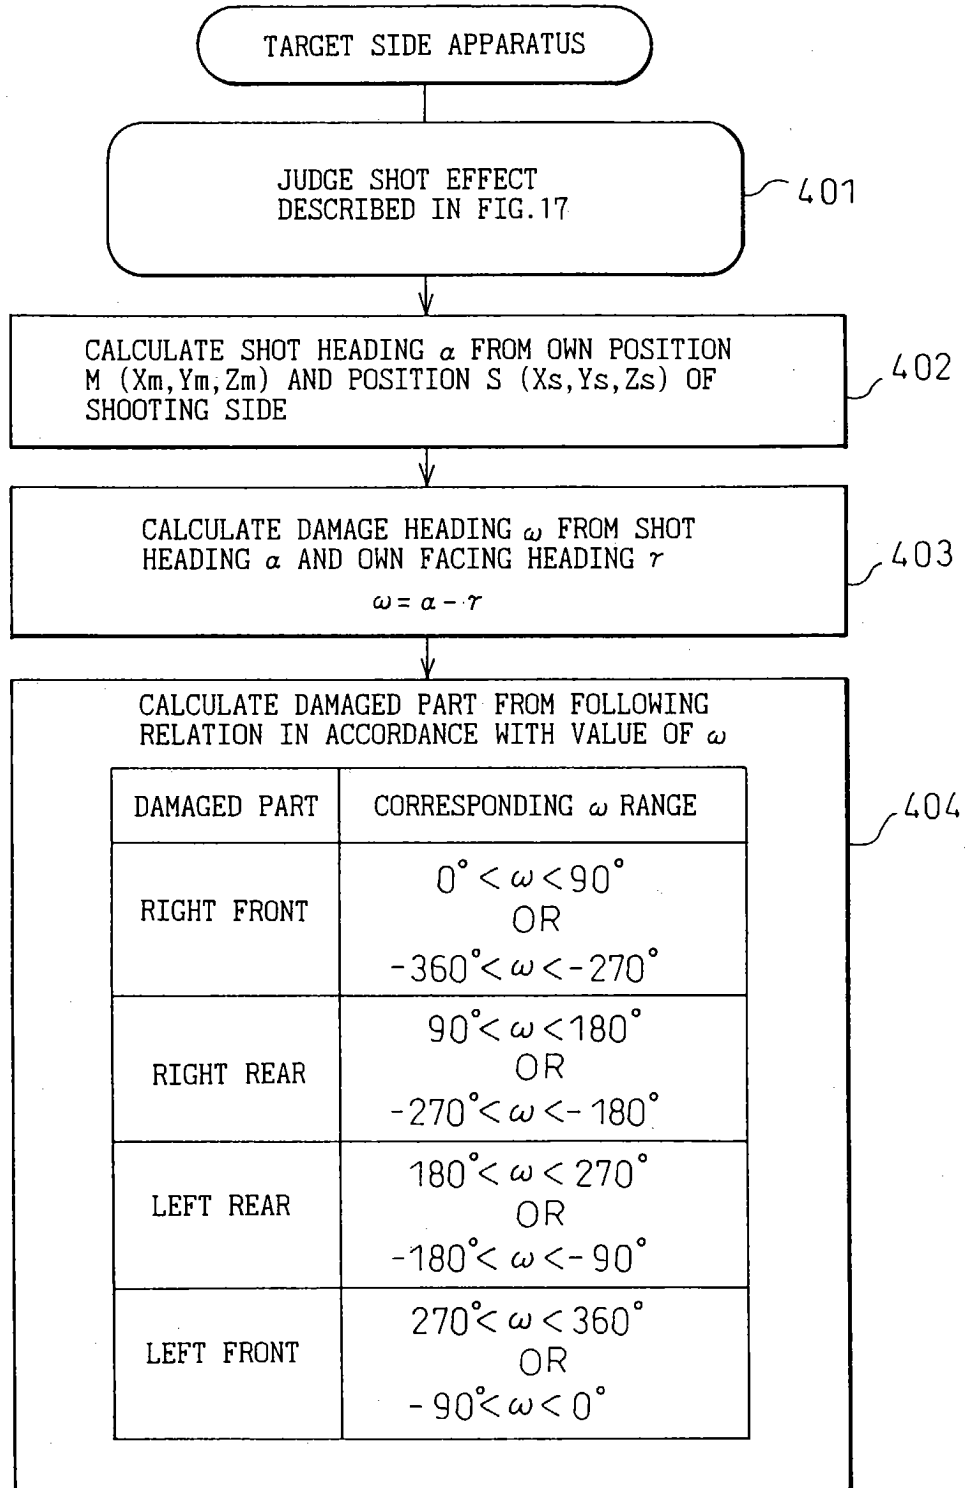 TARGET SIDE APPARATUS
JUDGE SHOT EFFECT
DESCRIBED IN FIG.17
401
CALCULATE SHOT HEADING α FROM OWN POSITION
M (Xm,Ym,Zm) AND POSITION S (Xs,Ys,Zs) OF
SHOOTING SIDE
402
CALCULATE DAMAGE HEADING ω FROM SHOT
HEADING α AND OWN FACING HEADING γ
ω = α - γ
403
CALCULATE DAMAGED PART FROM FOLLOWING
RELATION IN ACCORDANCE WITH VALUE OF ω
404
DAMAGED PART
CORRESPONDING ω RANGE
RIGHT FRONT
0° < ω < 90°
OR
-360° < ω < -270°
RIGHT REAR
90° < ω < 180°
OR
-270° < ω < -180°
LEFT REAR
180° < ω < 270°
OR
-180° < ω < -90°
LEFT FRONT
270° < ω < 360°
OR
-90° < ω < 0°